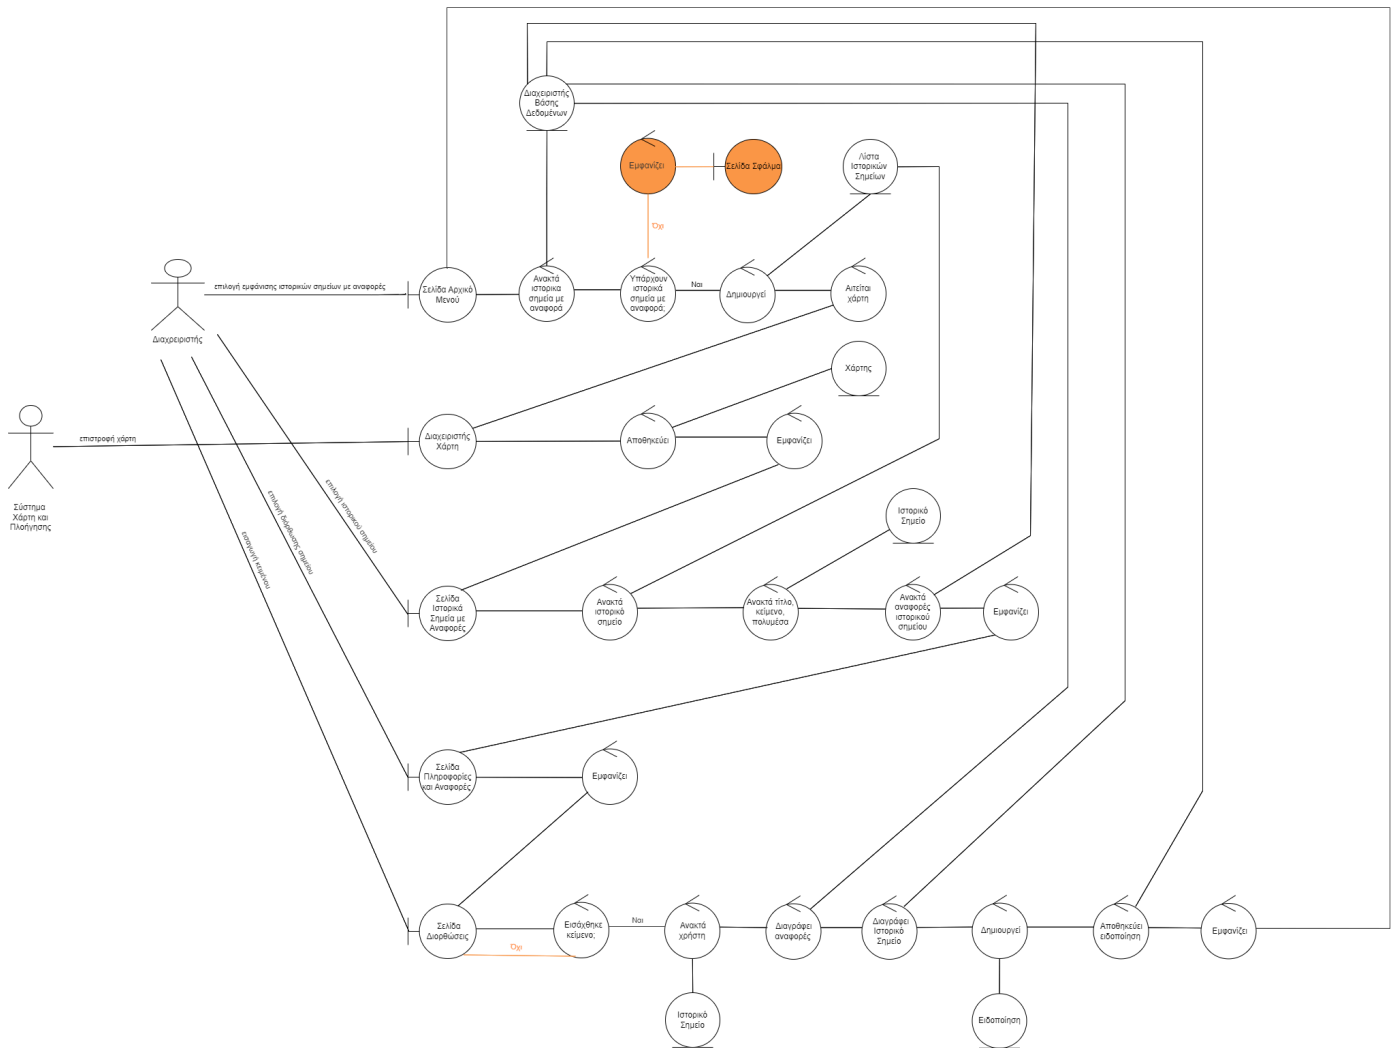 Διαχειριστής
Βάσης
Δεδομένων
Εμφανίζει
Σελίδα Σφάλμα
Λίστα
Ιστορικών
Σημείων
Όχι
επιλογή εμφάνισης ιστορικών σημείων με αναφορές
Σελίδα Αρχικό
Μενού
Ανακτά
ιστορικα
σημεία με
αναφορά
Υπάρχουν
ιστορικά
σημεία με
αναφορά;
Ναι
Δημιουργεί
Αιτείται
χάρτη
Διαχρειριστής
Χάρτης
Σύστημα
Χάρτη και
Πλοήγησης
επιστροφή χάρτη
Διαχειριστής
Χάρτη
Αποθηκεύει
Εμφανίζει
επιλογή ιστορικού σημείου
επιλογή διόρθωσης σημείου
εισαγωγή κειμένου
Ιστορικό
Σημείο
Σελίδα
Ιστορικά
Σημεία με
Αναφορές
Ανακτά
ιστορικό
σημείο
Ανακτά τίτλο,
κείμενο,
πολυμέσα
Ανακτά
αναφορές
ιστορικού
σημείου
Εμφανίζει
Σελίδα
Πληροφορίες
και Αναφορές
Εμφανίζει
Σελίδα
Διορθώσεις
Όχι
Εισάχθηκε
κείμενο;
Ναι
Ανακτά
χρήστη
Διαγράφει
αναφορές
Διαγράφει
Ιστορικό
Σημείο
Δημιουργεί
Αποθηκεύει
ειδοποίηση
Εμφανίζει
Ιστορικό
Σημείο
Ειδοποίηση